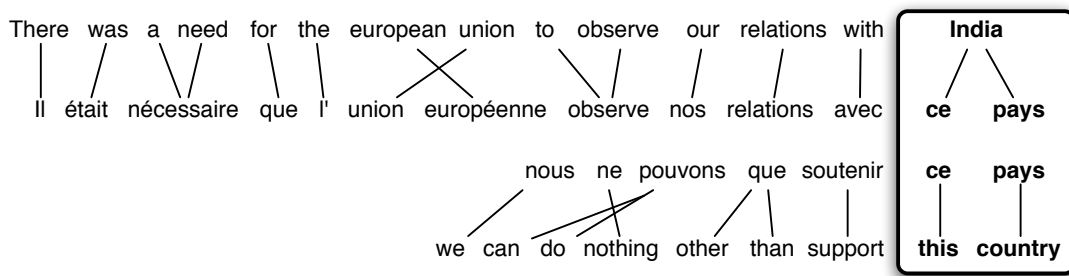 There was a need for the european union to observe our relations with India
Il était nécessaire que l' union européenne observe nos relations avec ce pays
nous ne pouvons que soutenir ce pays
we can do nothing other than support this country